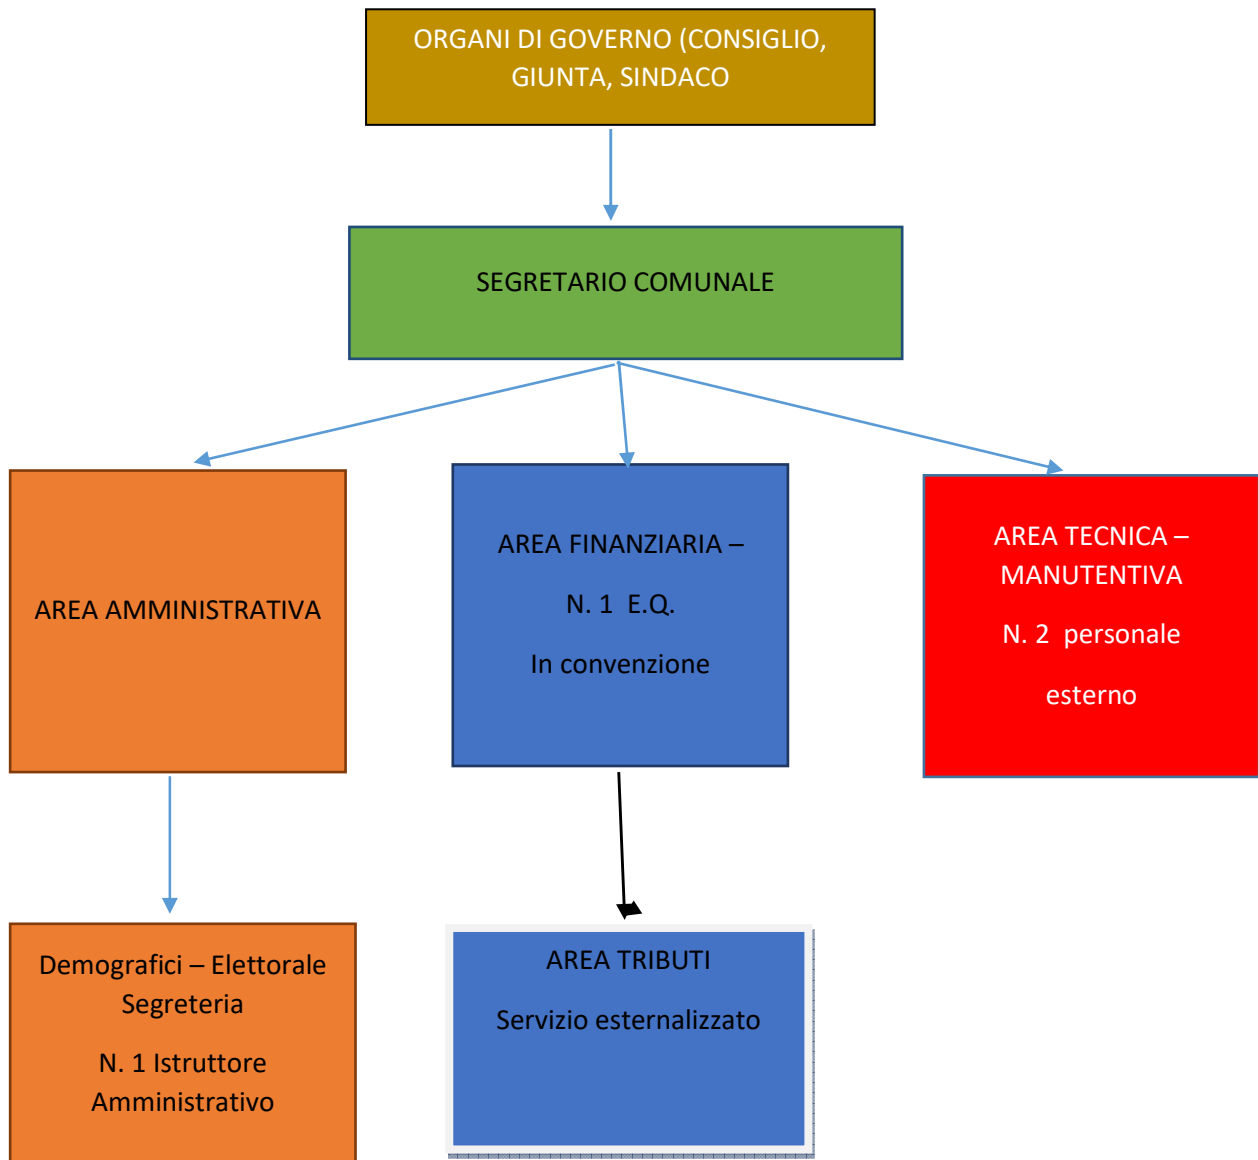 ORGANI DI GOVERNO (CONSIGLIO,
GIUNTA, SINDACO
SEGRETARIO COMUNALE
AREA AMMINISTRATIVA
AREA FINANZIARIA –
N. 1 E.Q.
In convenzione
AREA TECNICA –
MANUTENTIVA
N. 2 personale
esterno
Demografici – Elettorale
Segreteria
N. 1 Istruttore
Amministrativo
AREA TRIBUTI
Servizio esternalizzato